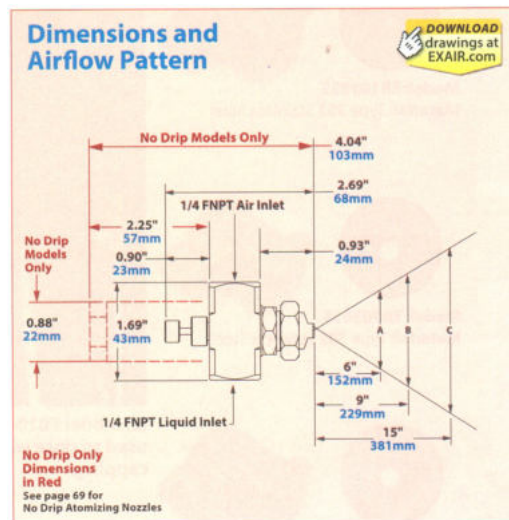 Dimensions and
Airflow Pattern
DOWNLOAD
drawings at
EXAIR.com
No Drip Models Only
4.04"
103mm
2.69"
68mm
1/4 FNPT Air Inlet
2.25"
57mm
No Drip
Models
Only
0.90"
23mm
0.93"
24mm
0.88"
22mm
1.69"
43mm
A
B
C
6"
152mm
9"
229mm
1/4 FNPT Liquid Inlet
15"
381mm
No Drip Only
Dimensions
in Red
See page 69 for
No Drip Atomizing Nozzles